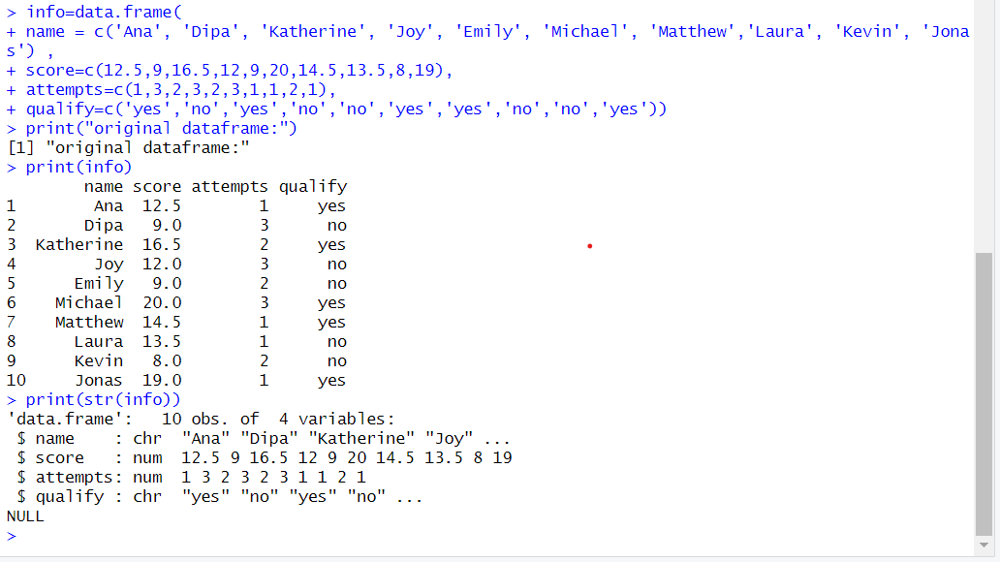 > info=data.frame(
+ name = c('Ana', 'Dipa', 'Katherine', 'Joy', 'Emily', 'Michael', 'Matthew','Laura', 'Kevin', 'Jona
s') ,
+ score=c(12.5,9,16.5,12,9,20,14.5,13.5,8,19),
+ attempts=c(1,3,2,3,2,3,1,1,2,1),
+ qualify=c('yes','no','yes','no','no','yes','yes','no','no','yes'))
> print("original dataframe:")
[1] "original dataframe:"
> print(info)
        name score attempts qualify
1        Ana  12.5        1     yes
2       Dipa   9.0        3      no
3  Katherine  16.5        2     yes
4        Joy  12.0        3      no
5      Emily   9.0        2      no
6    Michael  20.0        3     yes
7    Matthew  14.5        1     yes
8      Laura  13.5        1      no
9      Kevin   8.0        2      no
10     Jonas  19.0        1     yes
> print(str(info))
'data.frame':   10 obs. of  4 variables:
 $ name    : chr  "Ana" "Dipa" "Katherine" "Joy" ...
 $ score   : num  12.5 9 16.5 12 9 20 14.5 13.5 8 19
 $ attempts: num  1 3 2 3 2 3 1 1 2 1
 $ qualify : chr  "yes" "no" "yes" "no" ...
NULL
>